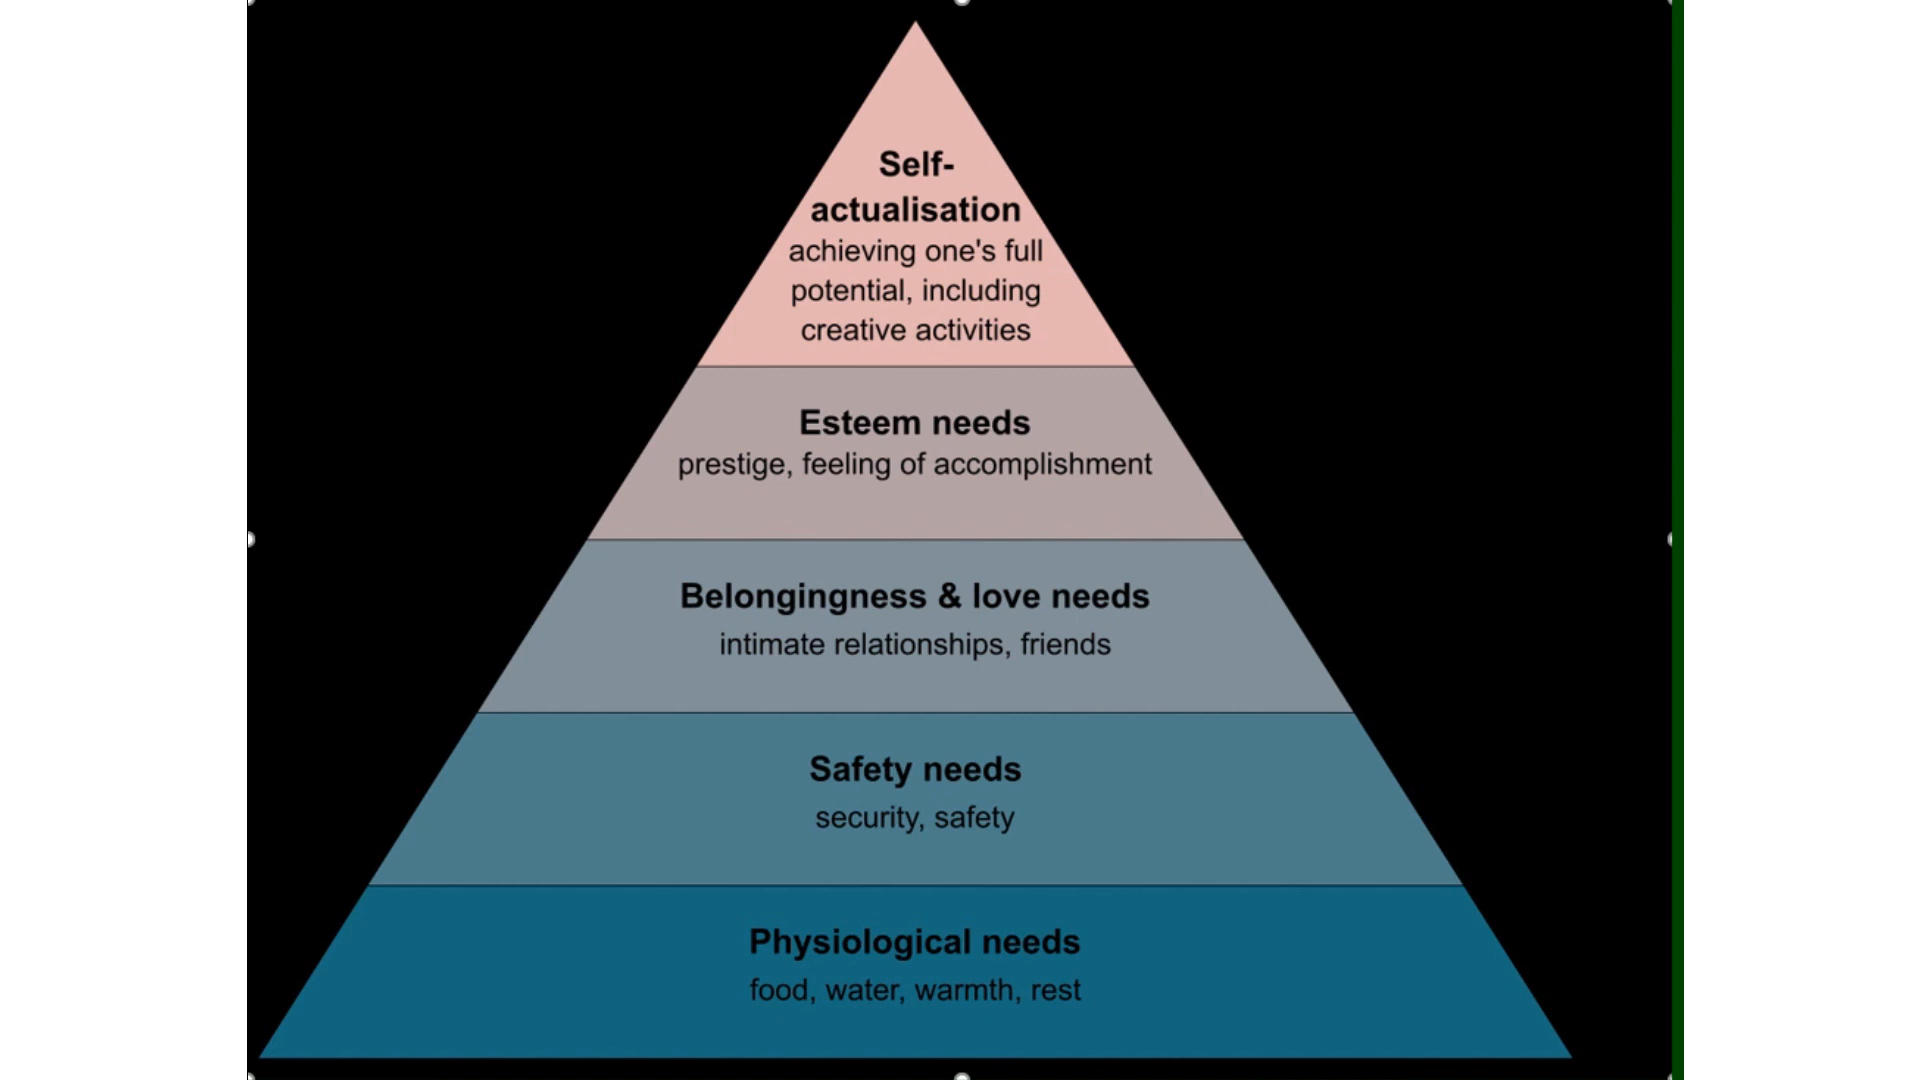 Self-
actualisation
achieving one's full
potential, including
creative activities
Esteem needs
prestige, feeling of accomplishment
Belongingness & love needs
intimate relationships, friends
Safety needs
security, safety
Physiological needs
food, water, warmth, rest